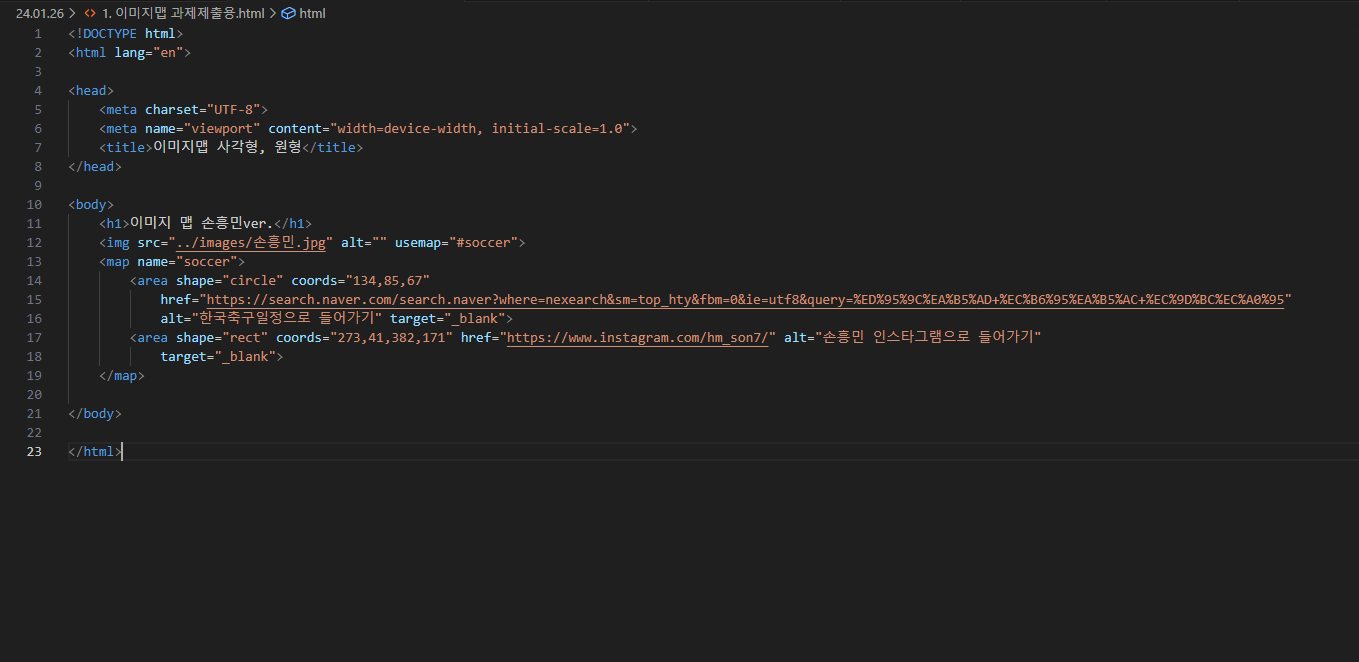 24.01.26 > <> 1. 이미지맵 과제제출용.html > html
1 <!DOCTYPE html>
2 <html lang="en">
3
4 <head>
5     <meta charset="UTF-8">
6     <meta name="viewport" content="width=device-width, initial-scale=1.0">
7     <title>이미지맵 사각형, 원형</title>
8 </head>
9
10 <body>
11     <h1>이미지 맵 손흥민ver.</h1>
12     <img src="../images/손흥민.jpg" alt="" usemap="#soccer">
13     <map name="soccer">
14         <area shape="circle" coords="134,85,67"
15             href="https://search.naver.com/search.naver?where=nexearch&sm=top_hty&fbm=0&ie=utf8&query=%ED%95%9C%EA%B5%AD+%EC%B6%95%EA%B5%AC+%EC%9D%BC%EC%A0%95"
16             alt="한국축구일정으로 들어가기" target="_blank">
17         <area shape="rect" coords="273,41,382,171" href="https://www.instagram.com/hm_son7/" alt="손흥민 인스타그램으로 들어가기"
18             target="_blank">
19     </map>
20
21 </body>
22
23 </html>